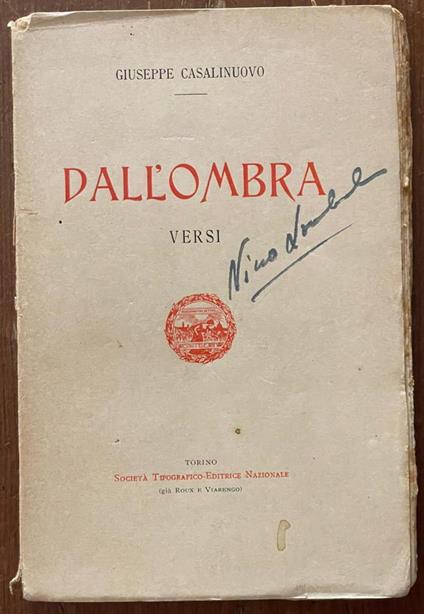 GIUSEPPE CASALINUOVO
DALL'OMBRA
VERSI
Nino
TORINO
SOCIETÀ TIPOGRAFICO-EDITRICE NAZIONALE
(già ROUX E VIARENGO)